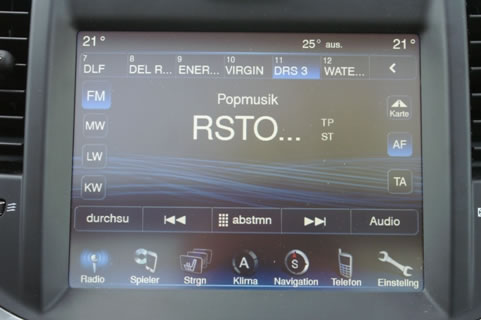 21° 25° aus. 21°
7 8 9 10 11 12
DLF DEL R... ENER... VIRGIN DRS 3 WATE... <
FM Popmusik Karte
RSTO... TP
MW ST AF
LW
KW TA
durchsu abstmn Audio
A S
Radio Spieler Strgn Klima Navigation Telefon Einstellng